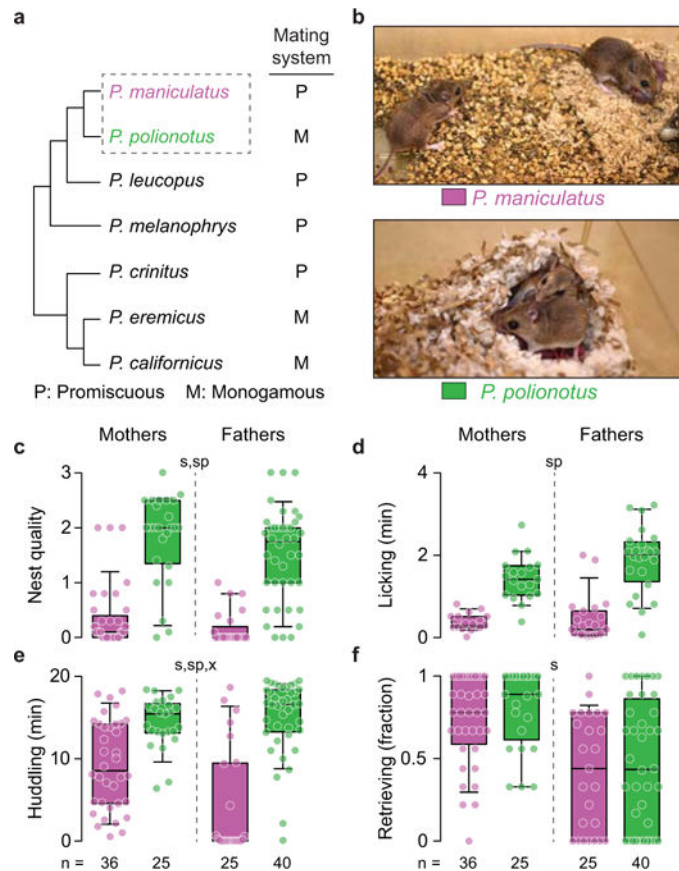 a
Mating
system
P. maniculatus P
P. polionotus M
P. leucopus P
P. melanophrys P
P. crinitus P
P. eremicus M
P. californicus M
P: Promiscuous M: Monogamous
b
P. maniculatus
P. polionotus
Mothers Fathers
c
s,sp
Nest quality
3
2
1
0
Mothers Fathers
d
sp
Licking (min)
4
2
0
e
s,sp,x
Huddling (min)
20
10
0
n = 36 25 25 40
f
s
Retrieving (fraction)
1
0.5
0
n = 36 25 25 40